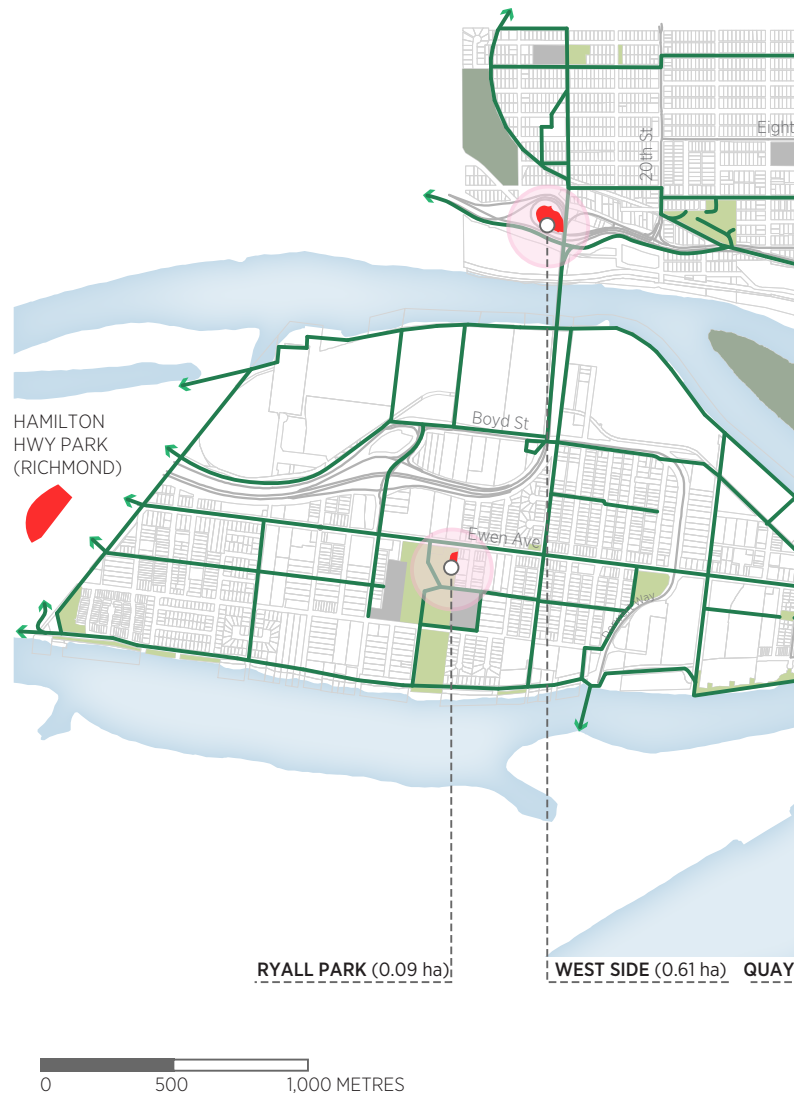 20th St
Eight
HAMILTON
HWY PARK
(RICHMOND)
Boyd St
Ewen Ave
Way
RYALL PARK (0.09 ha)
WEST SIDE (0.61 ha)
QUAY
0 500 1,000 METRES